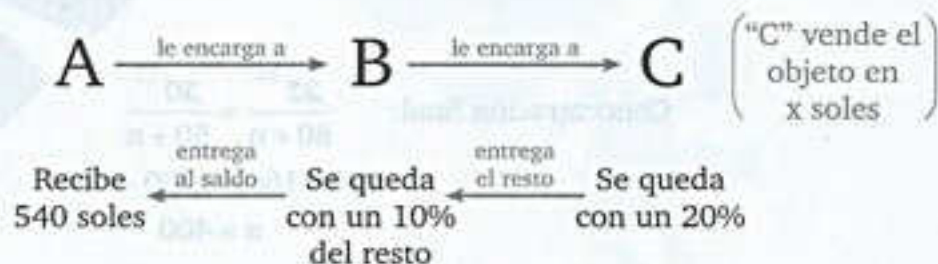 A le encarga a B le encarga a C ("C" vende el
objeto en
x soles)
Recibe
540 soles
entrega
al saldo
Se queda
con un 10%
del resto
entrega
el resto
Se queda
con un 20%